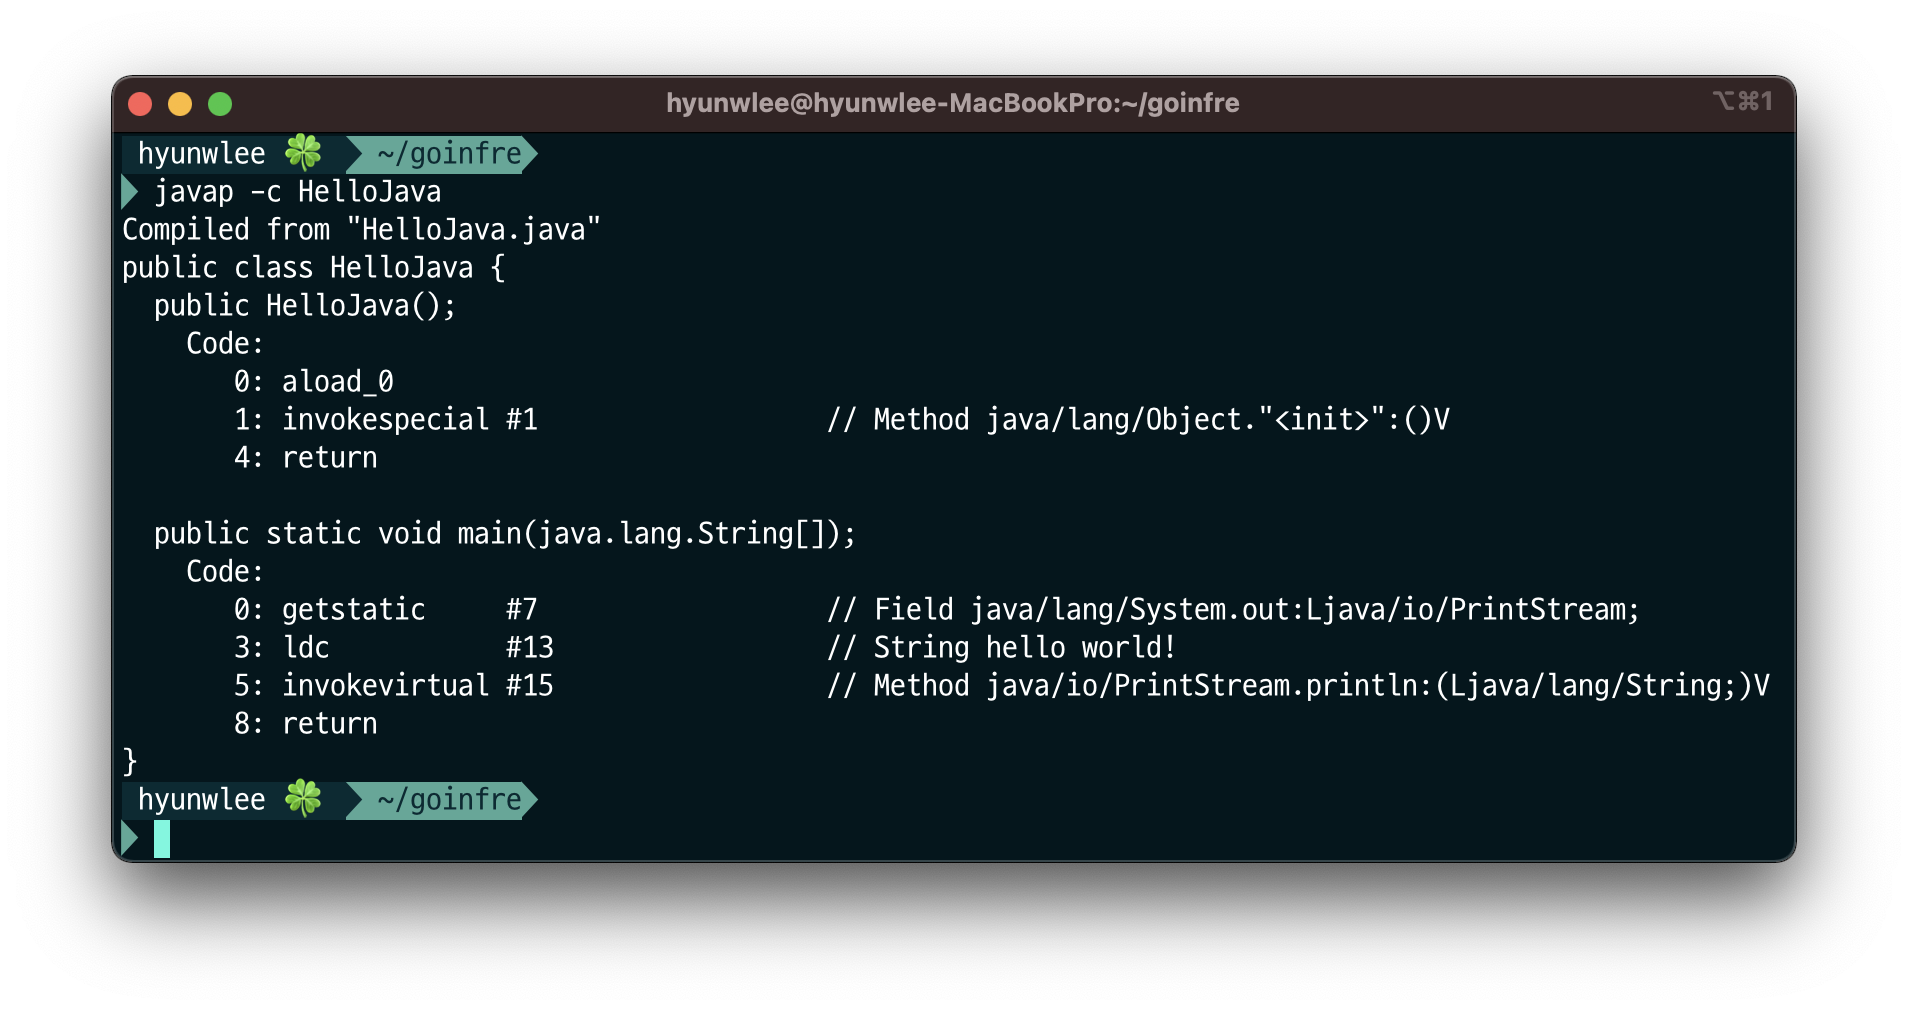 hyunwlee@hyunwlee-MacBookPro:~/goinfre
⌥⌘1
hyunwlee 🍀 ~/goinfre
javap -c HelloJava
Compiled from "HelloJava.java"
public class HelloJava {
  public HelloJava();
    Code:
       0: aload_0
       1: invokespecial #1                  // Method java/lang/Object."<init>":()V
       4: return

  public static void main(java.lang.String[]);
    Code:
       0: getstatic     #7                  // Field java/lang/System.out:Ljava/io/PrintStream;
       3: ldc           #13                 // String hello world!
       5: invokevirtual #15                 // Method java/io/PrintStream.println:(Ljava/lang/String;)V
       8: return
}
hyunwlee 🍀 ~/goinfre